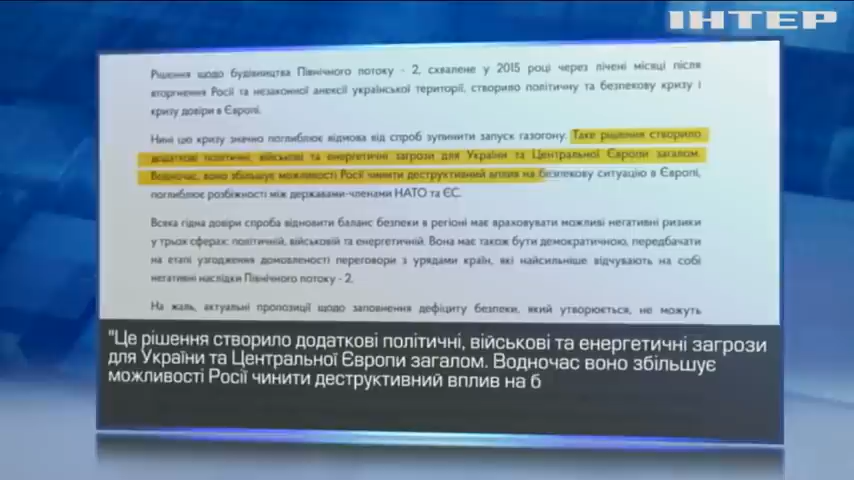 ІНТЕР
Рішення щодо будівництва Північного потоку - 2, схвалене у 2015 році через лічені місяці після
вторгнення Росії та незаконної анексії української території, створило політичну та безпекову кризу і
кризу довіри в Європі.
Нині цю кризу значно поглиблює відмова від спроб зупинити запуск газогону. Таке рішення створило
додаткові політичні, військові та енергетичні загрози для України та Центральної Європи загалом.
Водночас, воно збільшує можливості Росії чинити деструктивний вплив на безпекову ситуацію в Європі,
поглиблює розбіжності між державами-членами НАТО та ЄС.
Всяка гідна довіри спроба відновити баланс безпеки в регіоні має враховувати можливі негативні ризики
у трьох сферах: політичній, військовій та енергетичній. Вона має також бути демократичною, передбачати
на етапі узгодження домовленості переговори з урядами країн, які найсильніше відчувають на собі
негативні наслідки Північного потоку - 2.
На жаль, актуальні пропозиції щодо заповнення дефіциту безпеки, який утворюється, не можуть
"Це рішення створило додаткові політичні, військові та енергетичні загрози
для України та Центральної Європи загалом. Водночас воно збільшує
можливості Росії чинити деструктивний вплив на б